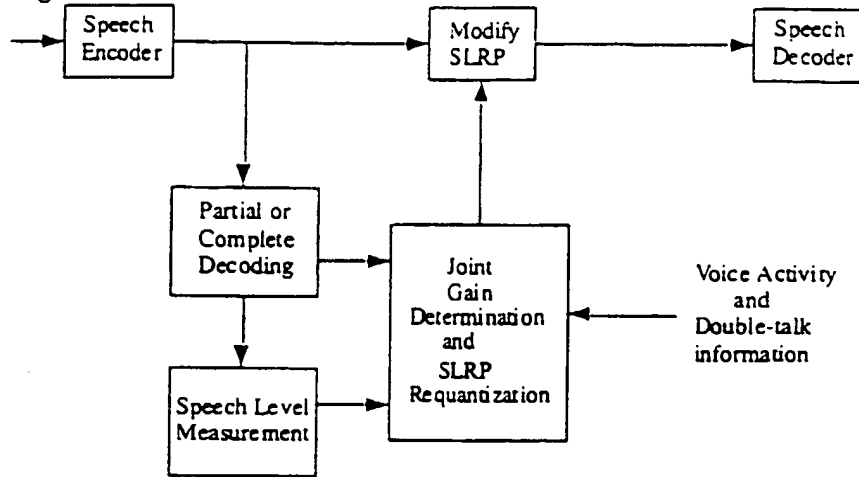 Speech
Encoder
Modify
SLRP
Speech
Decoder
Partial or
Complete
Decoding
Joint
Gain
Determination
and
SLRP
Requantization
Voice Activity
and
Double-talk
information
Speech Level
Measurement